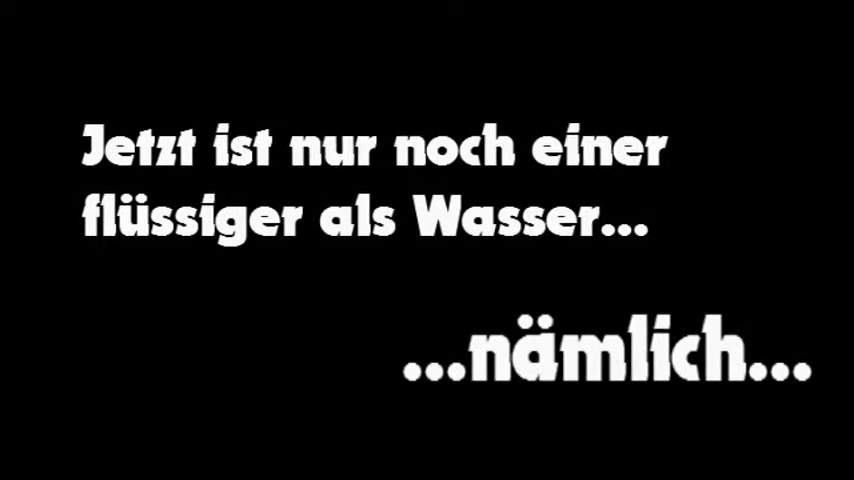 Jetzt ist nur noch einer
flüssiger als Wasser...
...nämlich...